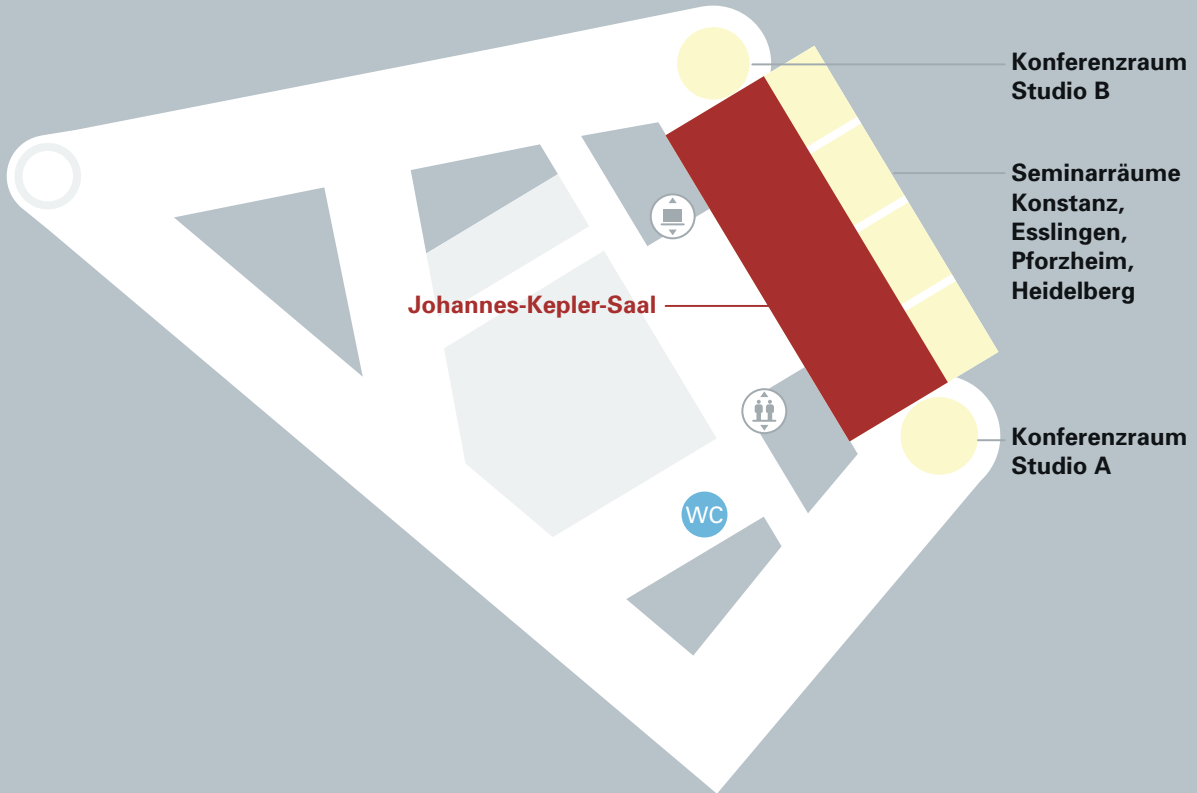 Konferenzraum
Studio B
Seminarräume
Konstanz,
Esslingen,
Pforzheim,
Heidelberg
Johannes-Kepler-Saal
Konferenzraum
Studio A
WC